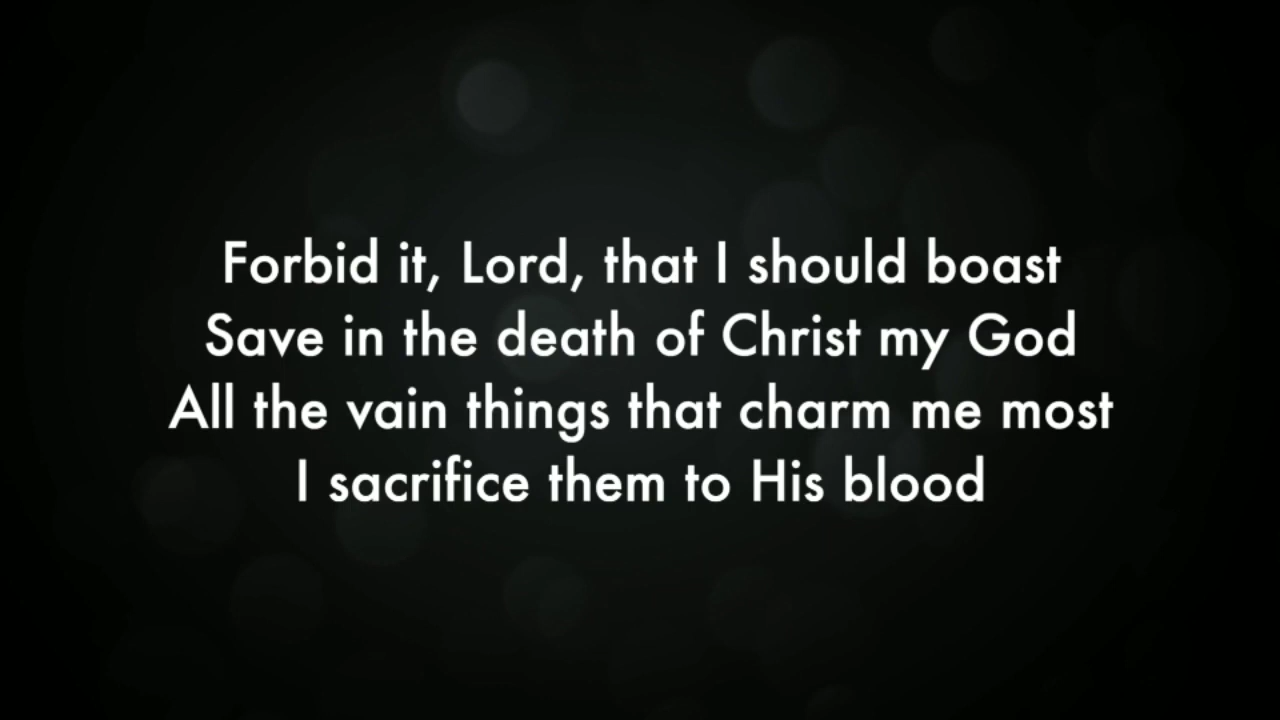 Forbid it, Lord, that I should boast
Save in the death of Christ my God
All the vain things that charm me most
I sacrifice them to His blood